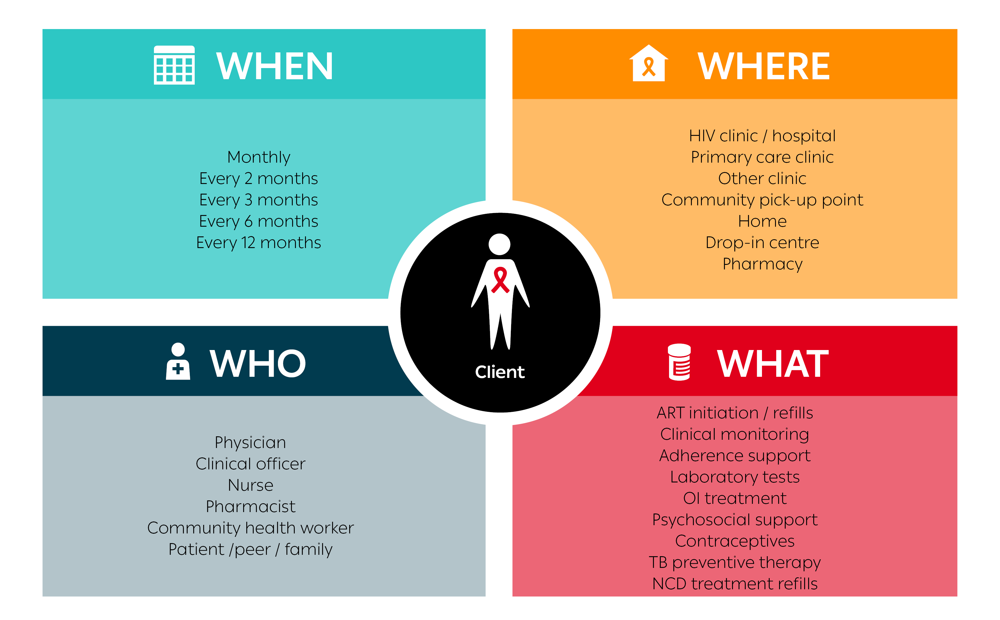 WHEN
Monthly
Every 2 months
Every 3 months
Every 6 months
Every 12 months
WHERE
HIV clinic / hospital
Primary care clinic
Other clinic
Community pick-up point
Home
Drop-in centre
Pharmacy
Client
WHO
Physician
Clinical officer
Nurse
Pharmacist
Community health worker
Patient /peer / family
WHAT
ART initiation / refills
Clinical monitoring
Adherence support
Laboratory tests
OI treatment
Psychosocial support
Contraceptives
TB preventive therapy
NCD treatment refills